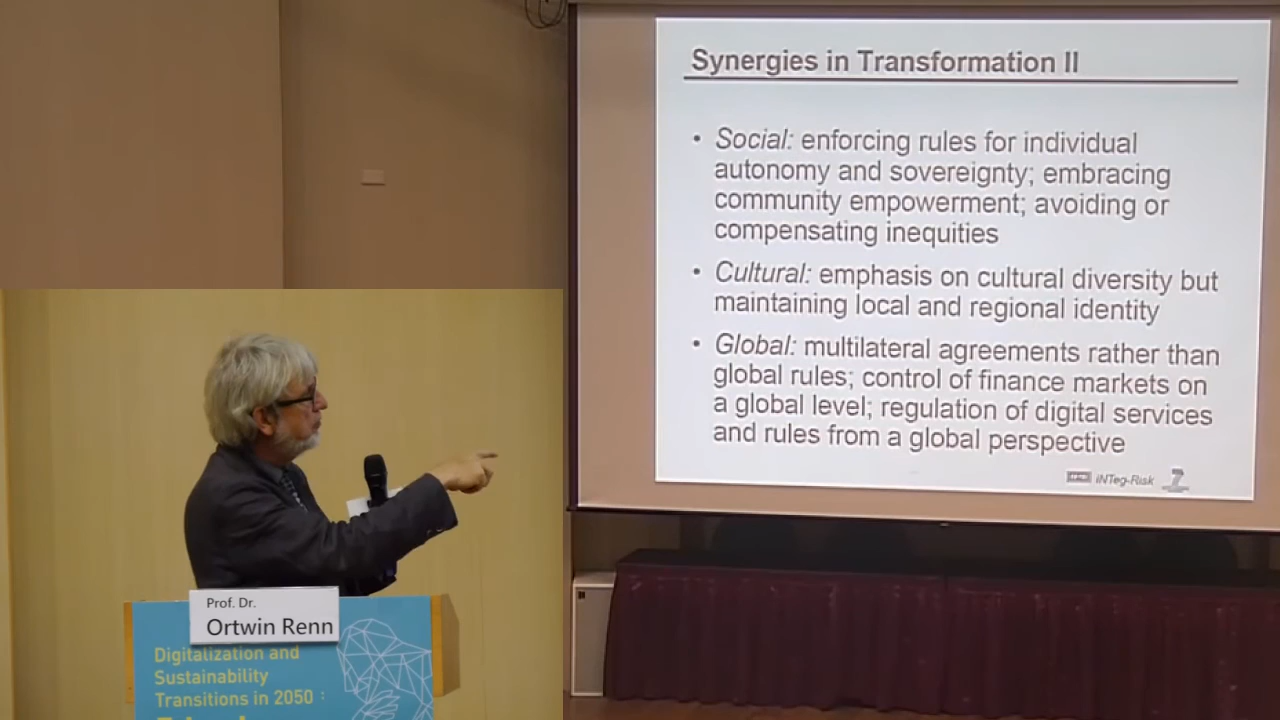 Synergies in Transformation II
• Social: enforcing rules for individual
autonomy and sovereignty; embracing
community empowerment; avoiding or
compensating inequities
• Cultural: emphasis on cultural diversity but
maintaining local and regional identity
• Global: multilateral agreements rather than
global rules; control of finance markets on
a global level; regulation of digital services
and rules from a global perspective
iNTeg-Risk
Prof. Dr.
Ortwin Renn
Digitalization and
Sustainability
Transitions in 2050 :